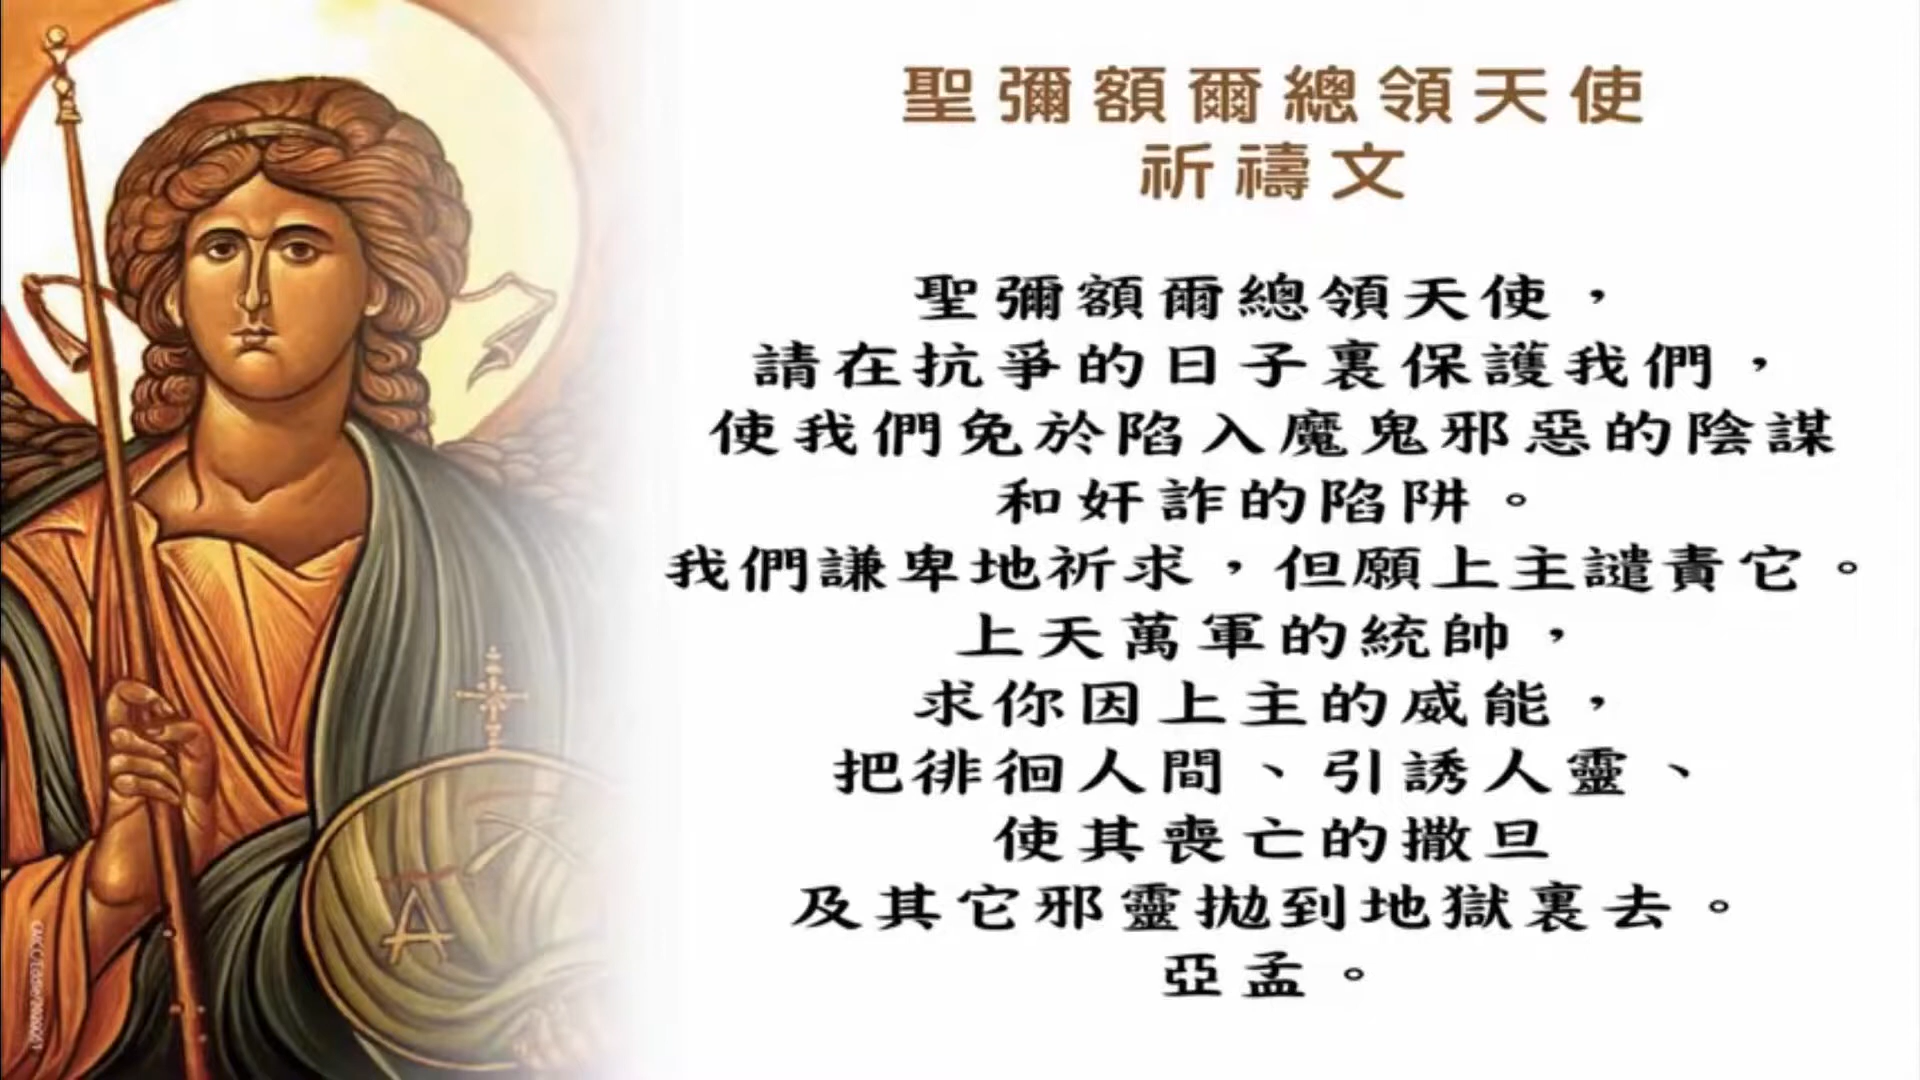 聖彌額爾總領天使
祈禱文
聖彌額爾總領天使，
請在抗爭的日子裏保護我們，
使我們免於陷入魔鬼邪惡的陰謀
和奸詐的陷阱。
我們謙卑地祈求，但願上主譴責它。
上天萬軍的統帥，
求你因上主的威能，
把徘徊人間、引誘人靈、
使其喪亡的撒旦
及其它邪靈拋到地獄裏去。
亞孟。